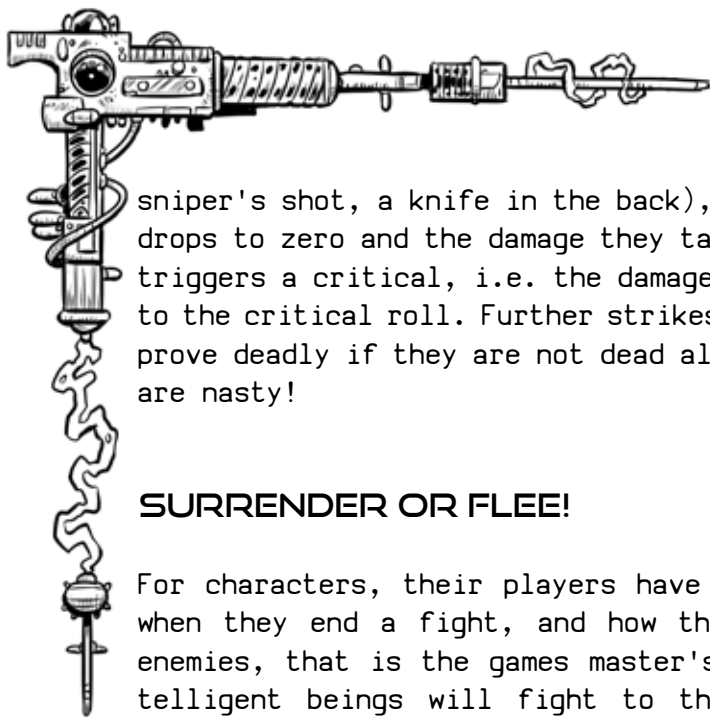 sniper's shot, a knife in the back),
drops to zero and the damage they ta
triggers a critical, i.e. the damage
to the critical roll. Further strikes
prove deadly if they are not dead al
are nasty!
SURRENDER OR FLEE!
For characters, their players have
when they end a fight, and how th
enemies, that is the games master's
telligent beings will fight to th